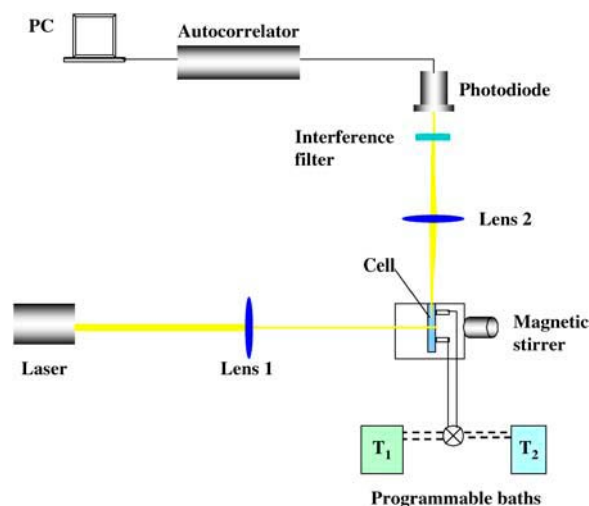 PC
Autocorrelator
Photodiode
Interference
filter
Lens 2
Cell
Magnetic
stirrer
Laser
Lens 1
T1
T2
Programmable baths